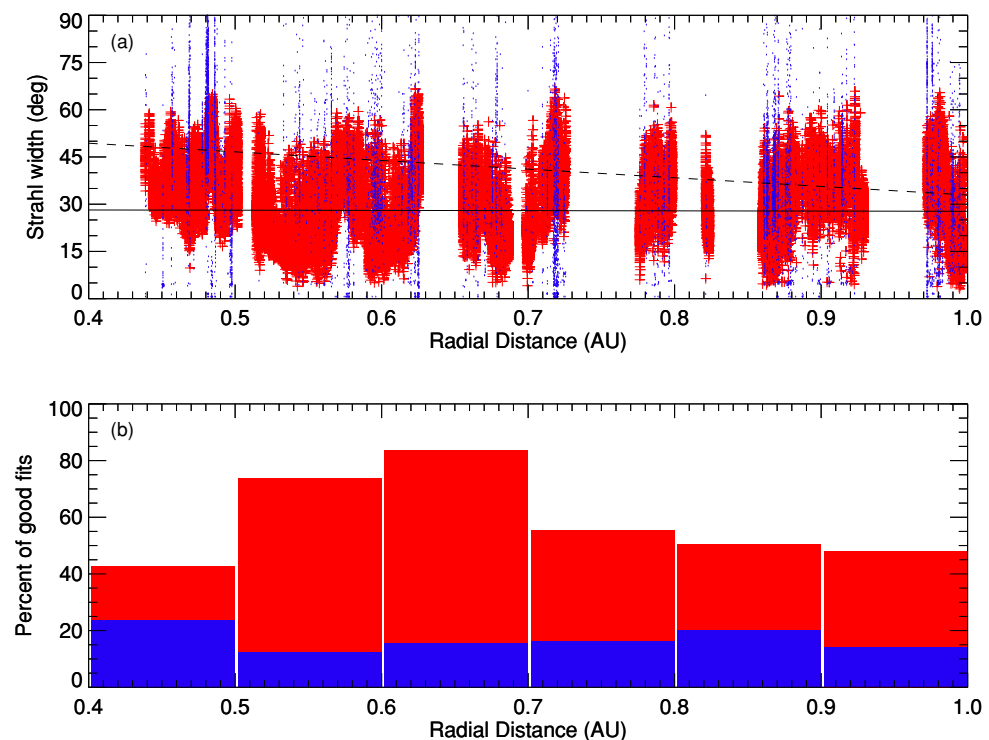 90
(a)
75
60
45
30
15
0
Strahl width (deg)
0.4 0.5 0.6 0.7 0.8 0.9 1.0
Radial Distance (AU)
100
(b)
80
60
40
20
0
Percent of good fits
0.4 0.5 0.6 0.7 0.8 0.9 1.0
Radial Distance (AU)